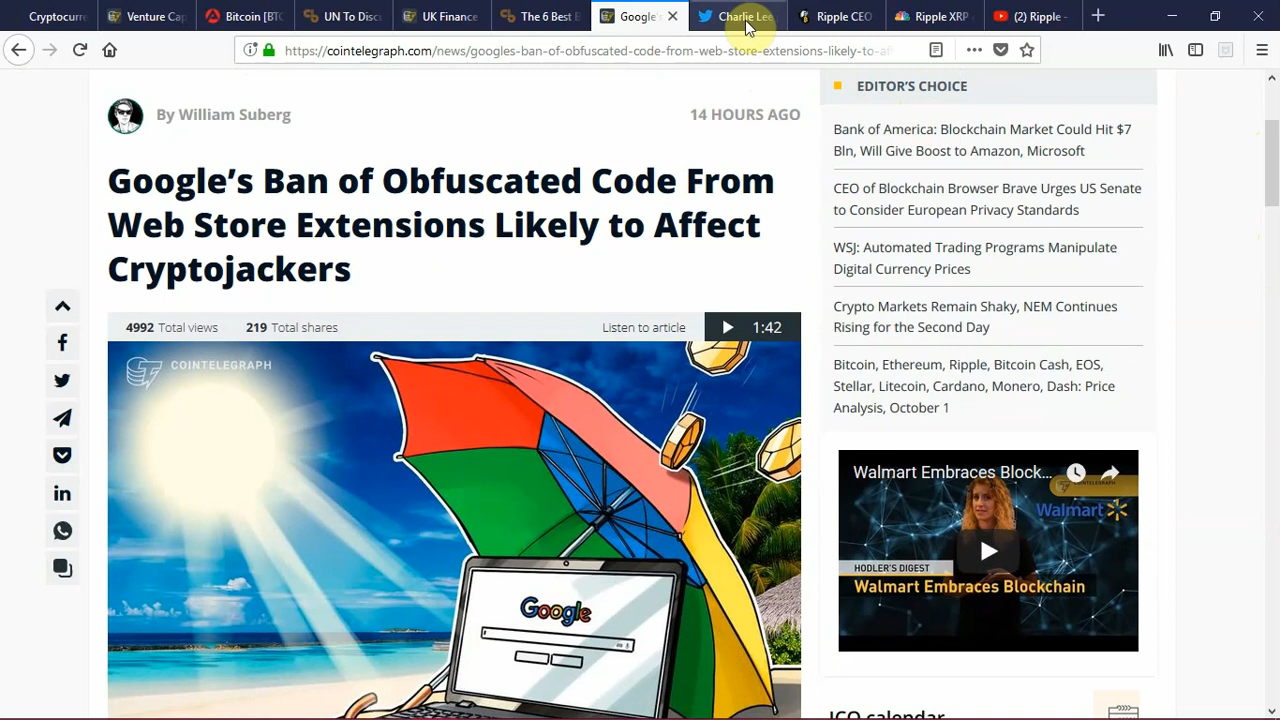 Cryptocurre
Venture Cap
Bitcoin [BTC
UN To Disc
UK Finance
The 6 Best E
Google'
Charlie Lee
Ripple CEO
Ripple XRP
(2) Ripple -
https://cointelegraph.com/news/googles-ban-of-obfuscated-code-from-web-store-extensions-likely-to-af
By William Suberg
14 HOURS AGO
Google's Ban of Obfuscated Code From
Web Store Extensions Likely to Affect
Cryptojackers
4992 Total views 219 Total shares
Listen to article 1:42
COINTELEGRAPH
Google
EDITOR'S CHOICE
Bank of America: Blockchain Market Could Hit $7
Bln, Will Give Boost to Amazon, Microsoft
CEO of Blockchain Browser Brave Urges US Senate
to Consider European Privacy Standards
WSJ: Automated Trading Programs Manipulate
Digital Currency Prices
Crypto Markets Remain Shaky, NEM Continues
Rising for the Second Day
Bitcoin, Ethereum, Ripple, Bitcoin Cash, EOS,
Stellar, Litecoin, Cardano, Monero, Dash: Price
Analysis, October 1
Walmart Embraces Block...
COINTELEGRAPH
Walmart
HODLER'S DIGEST
Walmart Embraces Blockchain
ICO calendar